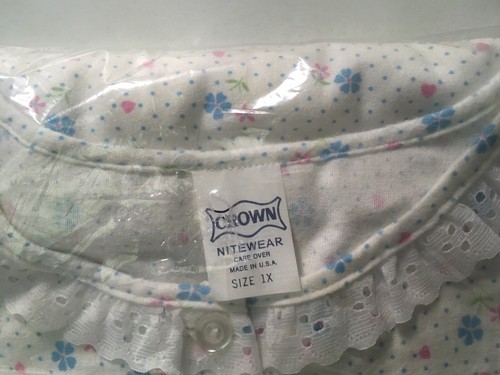 CROWN
NITEWEAR
CARE OVER
MADE IN U.S.A.
SIZE 1X